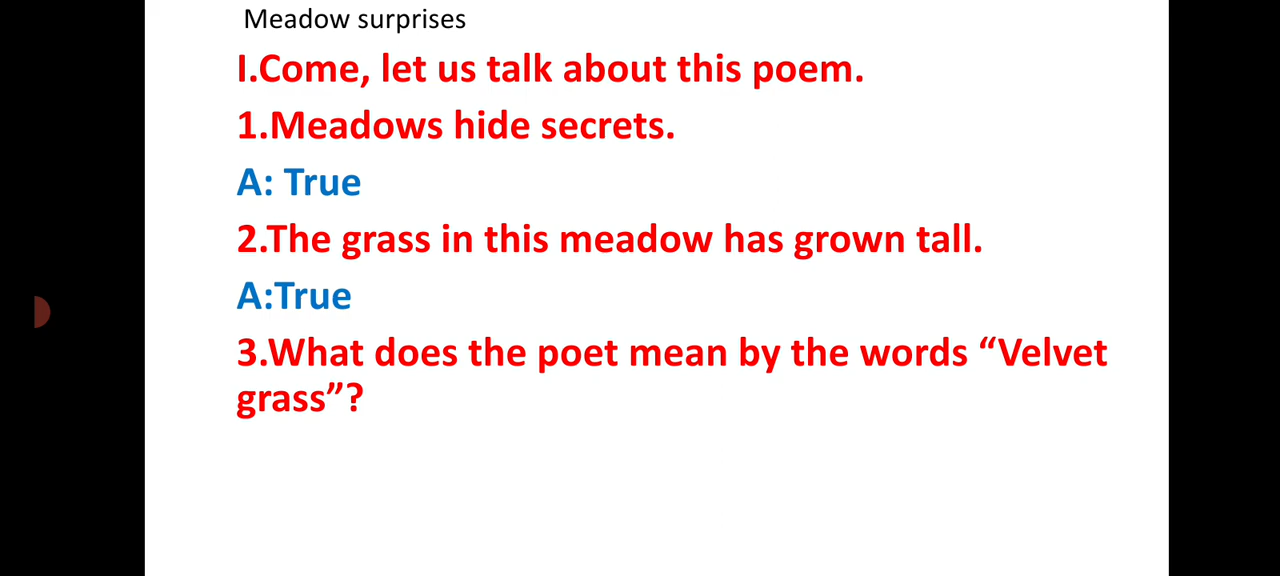 Meadow surprises
I.Come, let us talk about this poem.
1.Meadows hide secrets.
A: True
2.The grass in this meadow has grown tall.
A:True
3.What does the poet mean by the words “Velvet
grass”?